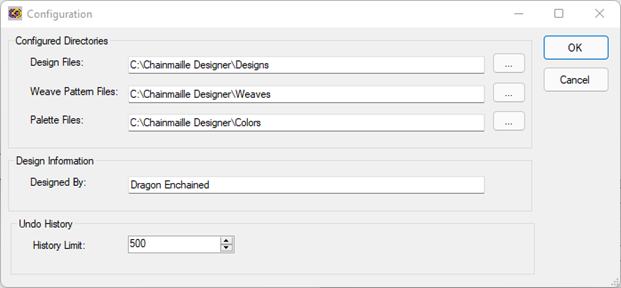 Configuration
Configured Directories
Design Files: C:\Chainmaille Designer\Designs ...
Weave Pattern Files: C:\Chainmaille Designer\Weaves ...
Palette Files: C:\Chainmaille Designer\Colors ...
Design Information
Designed By: Dragon Enchained
Undo History
History Limit: 500
OK
Cancel